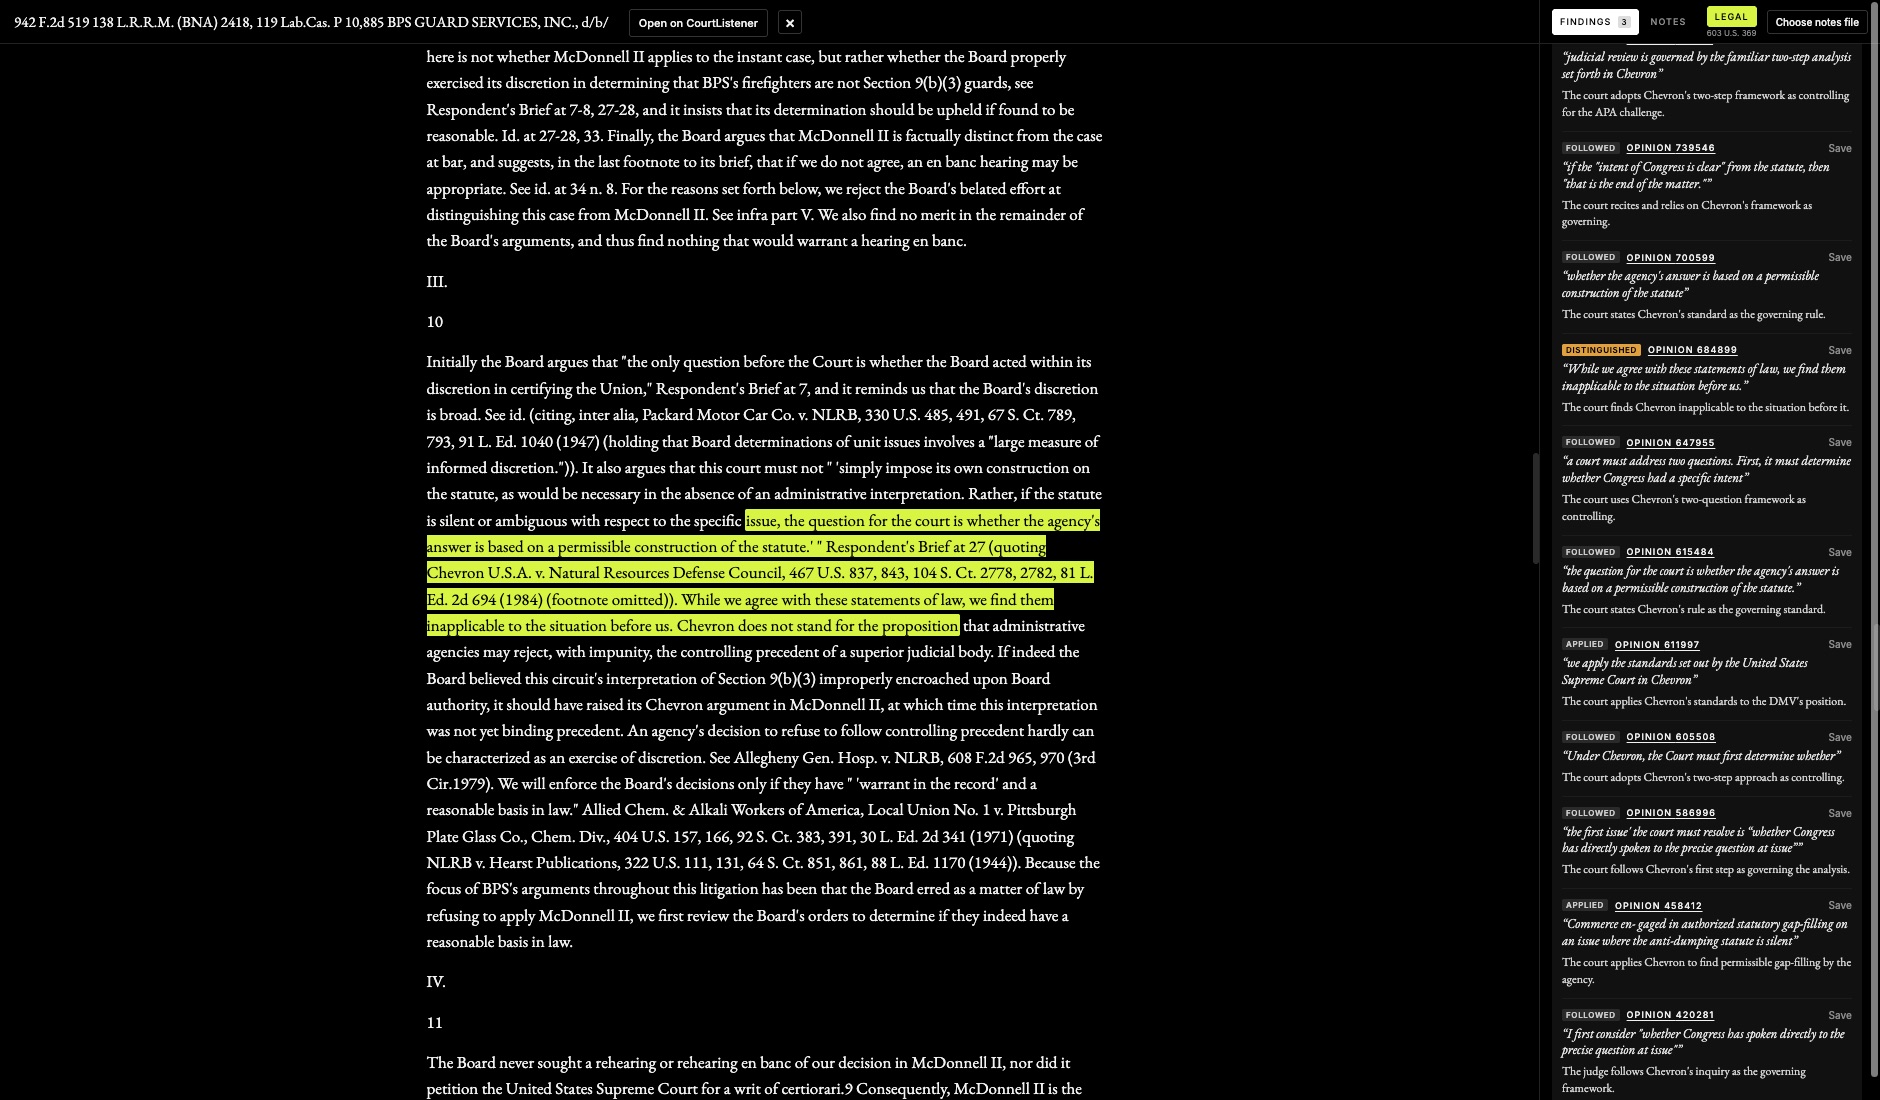 942 F.2d 519 138 L.R.R.M. (BNA) 2418, 119 Lab.Cas. P 10,885 BPS GUARD SERVICES, INC., d/b/
Open on CourtListener
×
here is not whether McDonnell II applies to the instant case, but rather whether the Board properly
exercised its discretion in determining that BPS's firefighters are not Section 9(b)(3) guards, see
Respondent's Brief at 7-8, 27-28, and it insists that its determination should be upheld if found to be
reasonable. Id. at 27-28, 33. Finally, the Board argues that McDonnell II is factually distinct from the case
at bar, and suggests, in the last footnote to its brief, that if we do not agree, an en banc hearing may be
appropriate. See id. at 34 n. 8. For the reasons set forth below, we reject the Board's belated effort at
distinguishing this case from McDonnell II. See infra part V. We also find no merit in the remainder of
the Board's arguments, and thus find nothing that would warrant a hearing en banc.
III.
10
Initially the Board argues that "the only question before the Court is whether the Board acted within its
discretion in certifying the Union," Respondent's Brief at 7, and it reminds us that the Board's discretion
is broad. See id. (citing, inter alia, Packard Motor Car Co. v. NLRB, 330 U.S. 485, 491, 67 S. Ct. 789,
793, 91 L. Ed. 1040 (1947) (holding that Board determinations of unit issues involves a "large measure of
informed discretion.")). It also argues that this court must not " 'simply impose its own construction on
the statute, as would be necessary in the absence of an administrative interpretation. Rather, if the statute
is silent or ambiguous with respect to the specific issue, the question for the court is whether the agency's
answer is based on a permissible construction of the statute.' " Respondent's Brief at 27 (quoting
Chevron U.S.A. v. Natural Resources Defense Council, 467 U.S. 837, 843, 104 S. Ct. 2778, 2782, 81 L.
Ed. 2d 694 (1984) (footnote omitted)). While we agree with these statements of law, we find them
inapplicable to the situation before us. Chevron does not stand for the proposition that administrative
agencies may reject, with impunity, the controlling precedent of a superior judicial body. If indeed the
Board believed this circuit's interpretation of Section 9(b)(3) improperly encroached upon Board
authority, it should have raised its Chevron argument in McDonnell II, at which time this interpretation
was not yet binding precedent. An agency's decision to refuse to follow controlling precedent hardly can
be characterized as an exercise of discretion. See Allegheny Gen. Hosp. v. NLRB, 608 F.2d 965, 970 (3rd
Cir.1979). We will enforce the Board's decisions only if they have " 'warrant in the record' and a
reasonable basis in law." Allied Chem. & Alkali Workers of America, Local Union No. 1 v. Pittsburgh
Plate Glass Co., Chem. Div., 404 U.S. 157, 166, 92 S. Ct. 383, 391, 30 L. Ed. 2d 341 (1971) (quoting
NLRB v. Hearst Publications, 322 U.S. 111, 131, 64 S. Ct. 851, 861, 88 L. Ed. 1170 (1944)). Because the
focus of BPS's arguments throughout this litigation has been that the Board erred as a matter of law by
refusing to apply McDonnell II, we first review the Board's orders to determine if they indeed have a
reasonable basis in law.
IV.
11
The Board never sought a rehearing or rehearing en banc of our decision in McDonnell II, nor did it
petition the United States Supreme Court for a writ of certiorari.9 Consequently, McDonnell II is the
FINDINGS 3
NOTES
LEGAL
603 U.S. 369
Choose notes file
“judicial review is governed by the familiar two-step analysis
set forth in Chevron”
The court adopts Chevron's two-step framework as controlling
for the APA challenge.
FOLLOWED OPINION 739546 Save
“if the "intent of Congress is clear" from the statute, then
"that is the end of the matter."”
The court recites and relies on Chevron's framework as
governing.
FOLLOWED OPINION 700599 Save
“whether the agency's answer is based on a permissible
construction of the statute”
The court states Chevron's standard as the governing rule.
DISTINGUISHED OPINION 684899 Save
“While we agree with these statements of law, we find them
inapplicable to the situation before us.”
The court finds Chevron inapplicable to the situation before it.
FOLLOWED OPINION 647955 Save
“a court must address two questions. First, it must determine
whether Congress had a specific intent”
The court uses Chevron's two-question framework as
controlling.
FOLLOWED OPINION 615484 Save
“the question for the court is whether the agency's answer is
based on a permissible construction of the statute.”
The court states Chevron's rule as the governing standard.
APPLIED OPINION 611997 Save
“we apply the standards set out by the United States
Supreme Court in Chevron”
The court applies Chevron's standards to the DMV's position.
FOLLOWED OPINION 605508 Save
“Under Chevron, the Court must first determine whether”
The court adopts Chevron's two-step approach as controlling.
FOLLOWED OPINION 586996 Save
“the first issue' the court must resolve is “whether Congress
has directly spoken to the precise question at issue””
The court follows Chevron's first step as governing the analysis.
APPLIED OPINION 458412 Save
“Commerce en- gaged in authorized statutory gap-filling on
an issue where the anti-dumping statute is silent”
The court applies Chevron to find permissible gap-filling by the
agency.
FOLLOWED OPINION 420281 Save
“I first consider "whether Congress has spoken directly to the
precise question at issue"”
The judge follows Chevron's inquiry as the governing
framework.